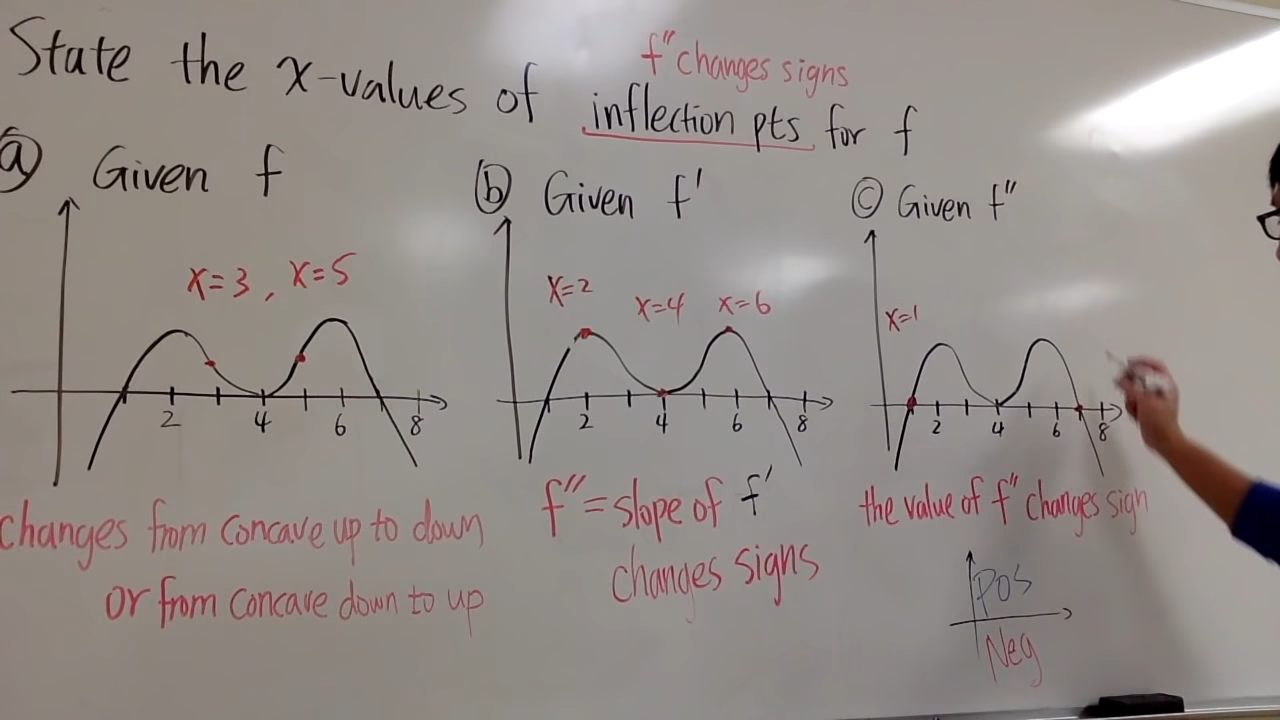 State the x-values of inflection pts for f
f" changes signs
ⓐ Given f
x=3, x=5
2 4 6 8
changes from concave up to down
or from concave down to up
ⓑ Given f'
x=2 x=4 x=6
2 4 6 8
f" = slope of f'
changes signs
ⓒ Given f"
x=1
2 4 6 8
the value of f" changes sign
Pos
Neg